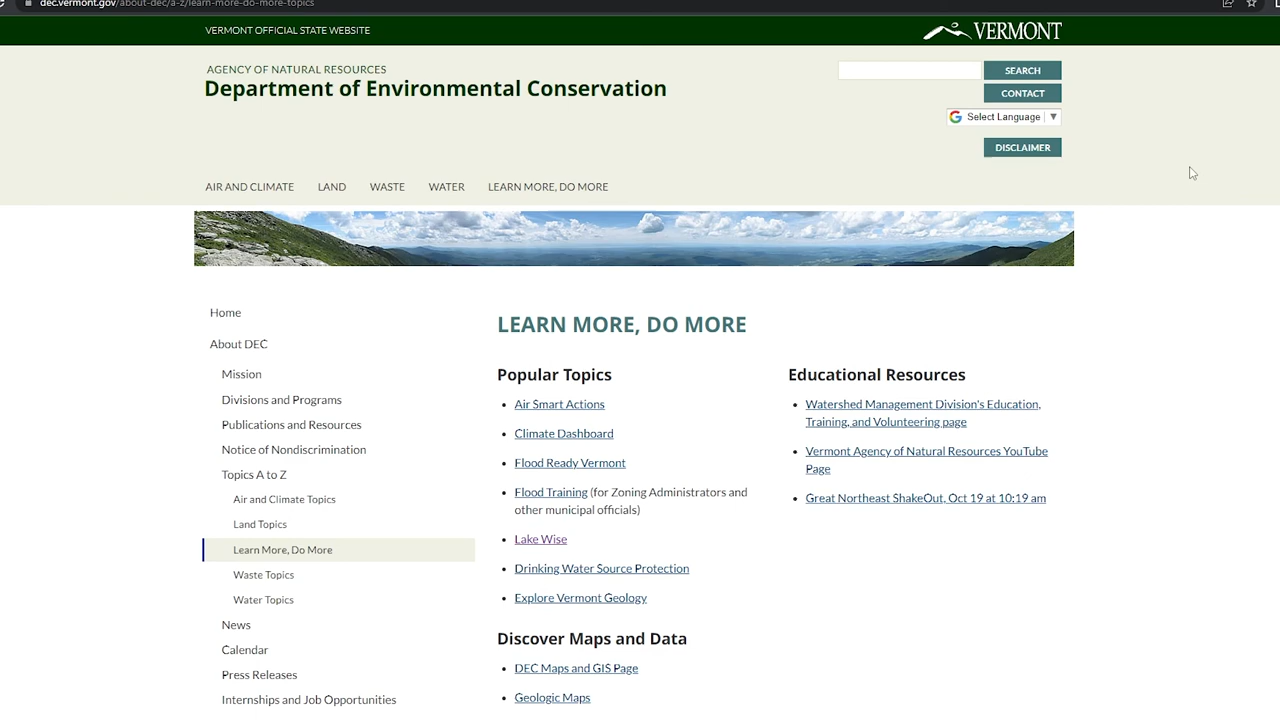 dec.vermont.gov/about-dec/a-z/learn-more-do-more-topics
VERMONT OFFICIAL STATE WEBSITE
VERMONT
AGENCY OF NATURAL RESOURCES
Department of Environmental Conservation
SEARCH
CONTACT
Select Language ▼
DISCLAIMER
AIR AND CLIMATE LAND WASTE WATER LEARN MORE, DO MORE
Home
About DEC
Mission
Divisions and Programs
Publications and Resources
Notice of Nondiscrimination
Topics A to Z
Air and Climate Topics
Land Topics
Learn More, Do More
Waste Topics
Water Topics
News
Calendar
Press Releases
Internships and Job Opportunities
LEARN MORE, DO MORE
Popular Topics
• Air Smart Actions
• Climate Dashboard
• Flood Ready Vermont
• Flood Training (for Zoning Administrators and
other municipal officials)
• Lake Wise
• Drinking Water Source Protection
• Explore Vermont Geology
Discover Maps and Data
• DEC Maps and GIS Page
• Geologic Maps
Educational Resources
• Watershed Management Division's Education,
Training, and Volunteering page
• Vermont Agency of Natural Resources YouTube
Page
• Great Northeast ShakeOut, Oct 19 at 10:19 am